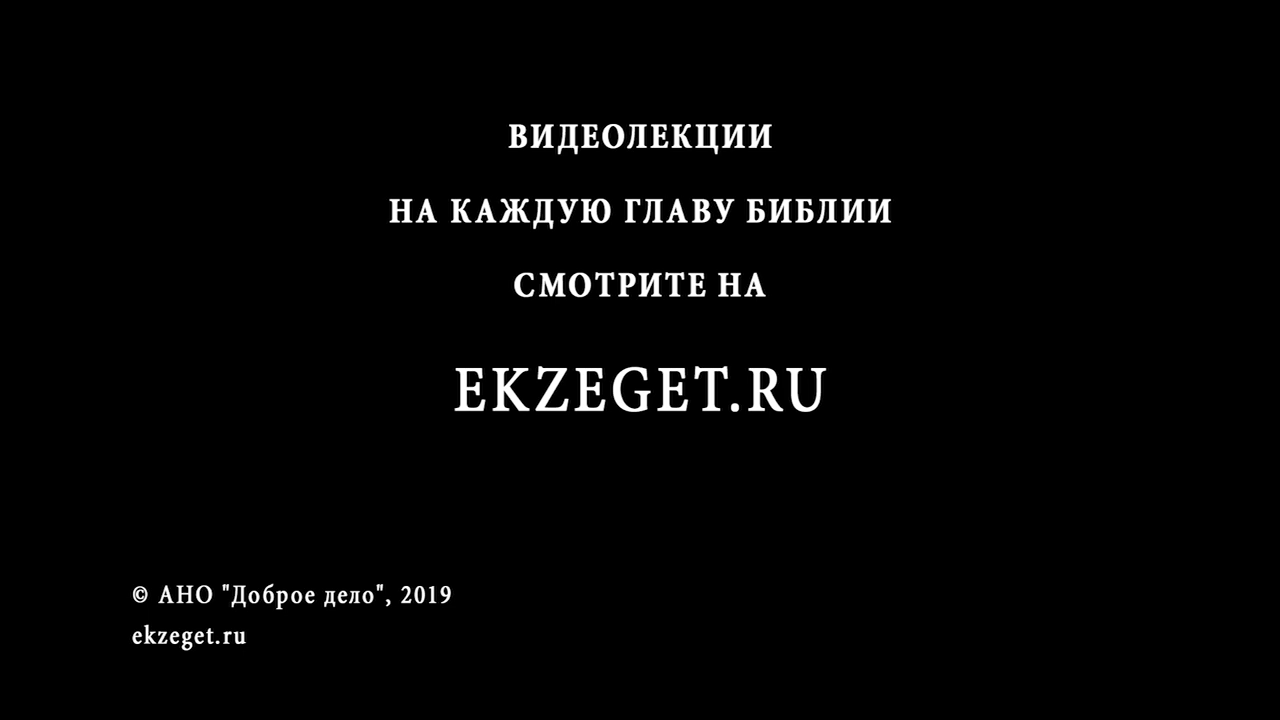 ВИДЕОЛЕКЦИИ
НА КАЖДУЮ ГЛАВУ БИБЛИИ
СМОТРИТЕ НА
EKZEGET.RU
© АНО "Доброе дело", 2019
ekzeget.ru